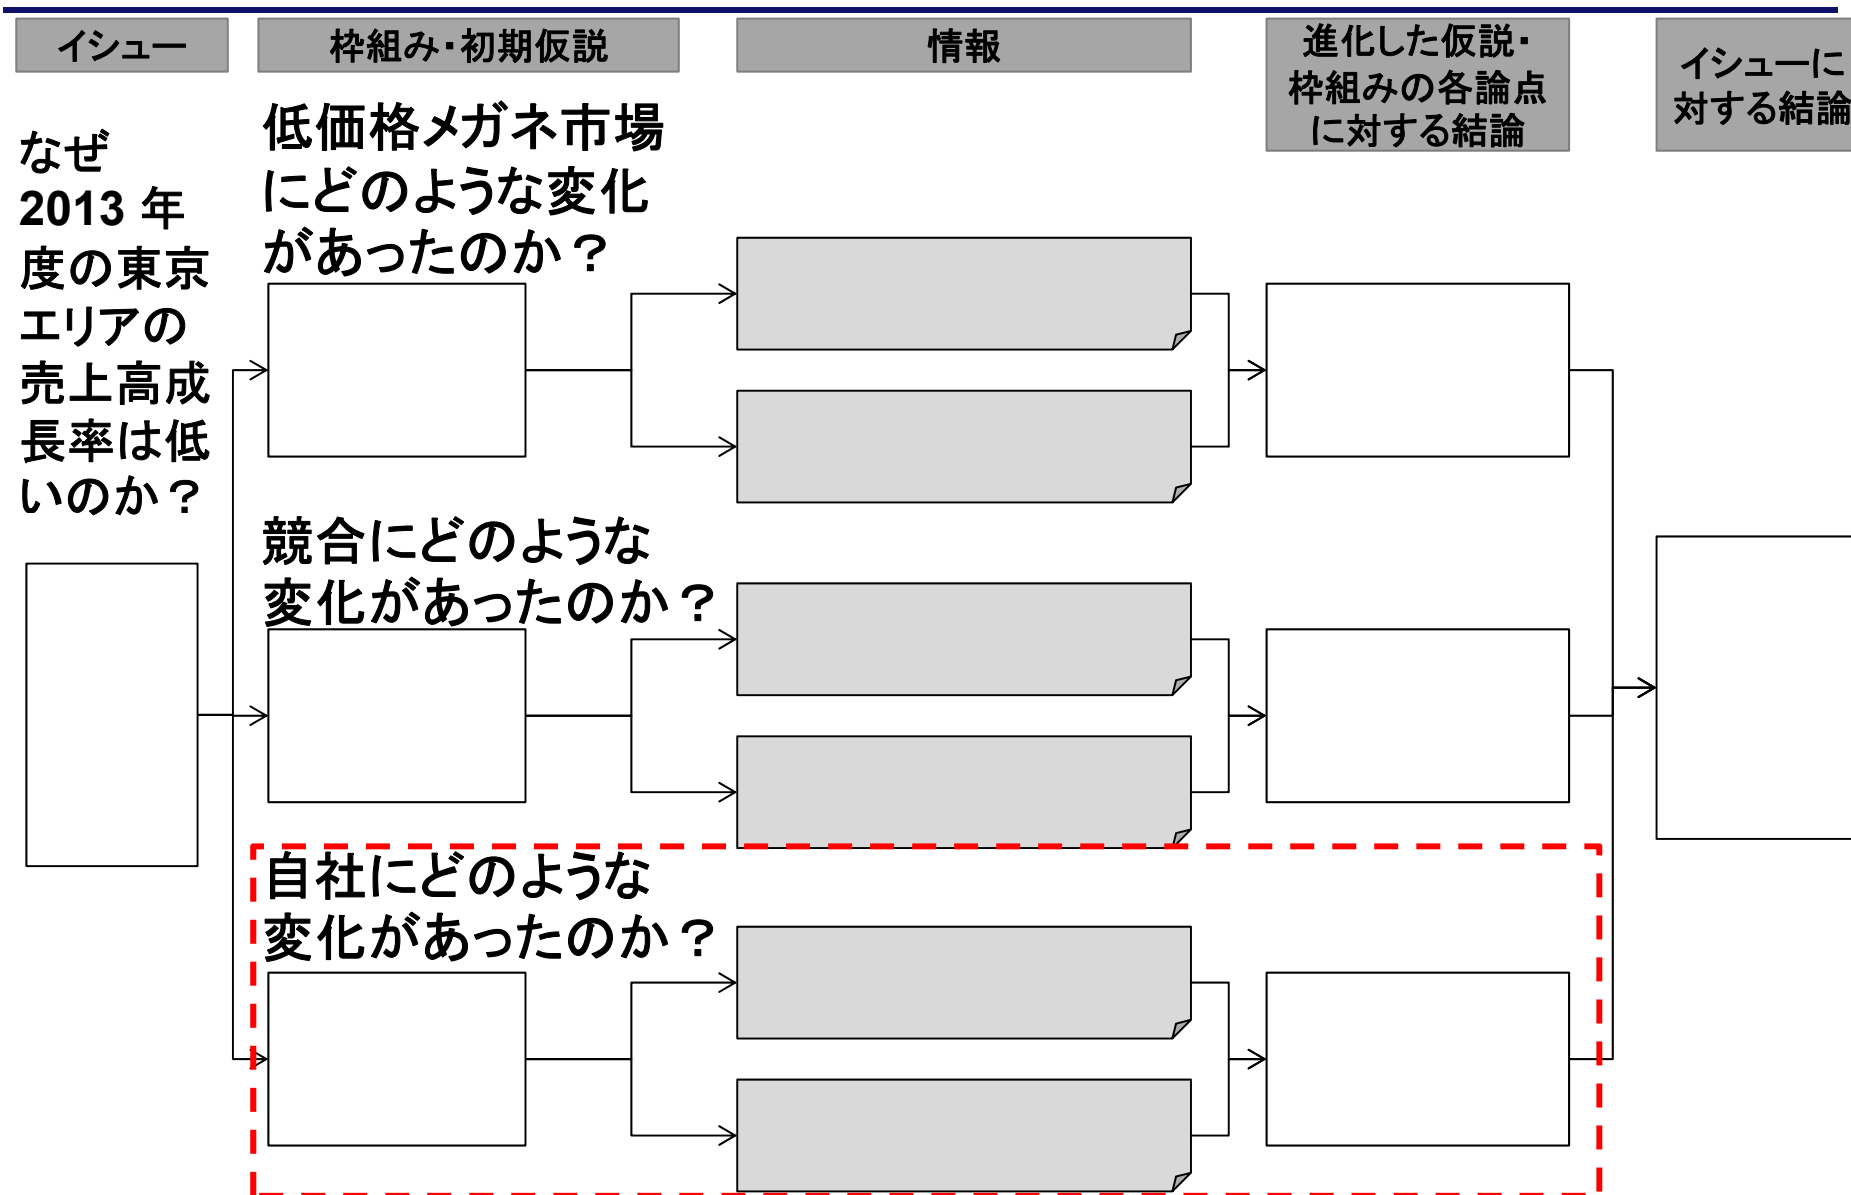 イシュー
枠組み・初期仮説
情報
進化した仮説・
枠組みの各論点
に対する結論
イシューに
対する結論
なぜ
2013 年
度の東京
エリアの
売上高成
長率は低
いのか？
低価格メガネ市場
にどのような変化
があったのか？
競合にどのような
変化があったのか？
自社にどのような
変化があったのか？